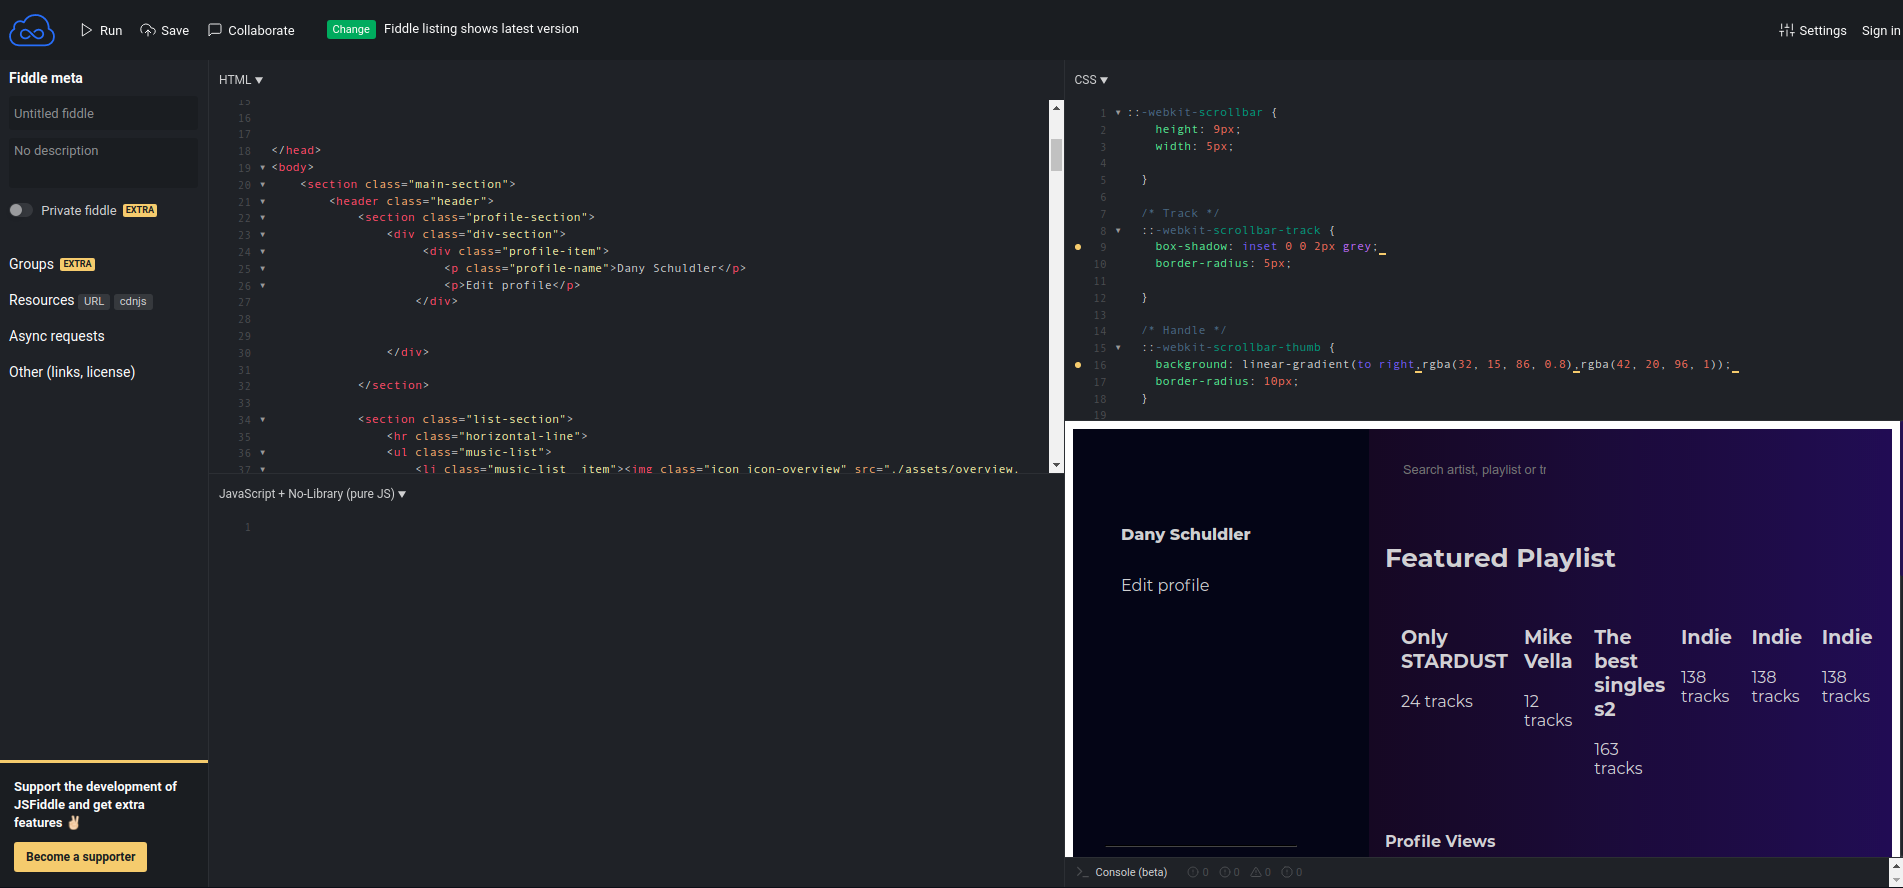 Run Save Collaborate Change Fiddle listing shows latest version Settings Sign in
Fiddle meta
Untitled fiddle
No description
Private fiddle EXTRA
Groups EXTRA
Resources URL cdnjs
Async requests
Other (links, license)
Support the development of
JSFiddle and get extra
features ✌🏻
Become a supporter
HTML ▼
15
16
17
18 </head>
19 ▼ <body>
20 ▼ <section class="main-section">
21 ▼ <header class="header">
22 ▼ <section class="profile-section">
23 ▼ <div class="div-section">
24 ▼ <div class="profile-item">
25 ▼ <p class="profile-name">Dany Schuldler</p>
26 ▼ <p>Edit profile</p>
27 </div>
28
29
30 </div>
31
32 </section>
33
34 ▼ <section class="list-section">
35 <hr class="horizontal-line">
36 ▼ <ul class="music-list">
37 ▼ <li class="music-list__item"><img class="icon icon-overview" src="./assets/overview.
JavaScript + No-Library (pure JS) ▼
1
CSS ▼
1 ▼ ::-webkit-scrollbar {
2 height: 9px;
3 width: 5px;
4
5 }
6
7 /* Track */
8 ▼ ::-webkit-scrollbar-track {
9 box-shadow: inset 0 0 2px grey;
10 border-radius: 5px;
11
12 }
13
14 /* Handle */
15 ▼ ::-webkit-scrollbar-thumb {
16 background: linear-gradient(to right,rgba(32, 15, 86, 0.8),rgba(42, 20, 96, 1));
17 border-radius: 10px;
18 }
19
Search artist, playlist or tr
Dany Schuldler
Edit profile
Featured Playlist
Only
STARDUST
24 tracks
Mike
Vella
12
tracks
The
best
singles
s2
163
tracks
Indie
138
tracks
Indie
138
tracks
Indie
138
tracks
Profile Views
>_ Console (beta) 0 0 0 0